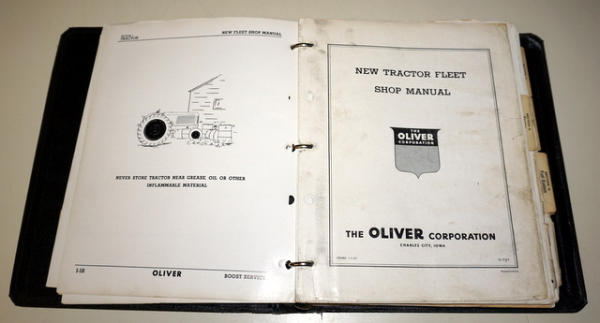 TRACTOR
NEW FLEET SHOP MANUAL
NEVER STORE TRACTOR NEAR GREASE, OIL OR OTHER
INFLAMMABLE MATERIAL
OLIVER
BOOST SERVICE
NEW TRACTOR FLEET
SHOP MANUAL
THE
OLIVER
CORPORATION
THE OLIVER CORPORATION
CHARLES CITY, IOWA